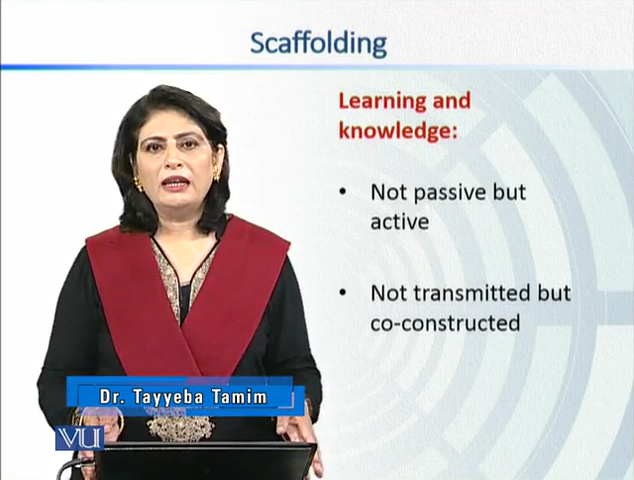 Scaffolding
Learning and
knowledge:
• Not passive but
active
• Not transmitted but
co-constructed
Dr. Tayyeba Tamim
VU